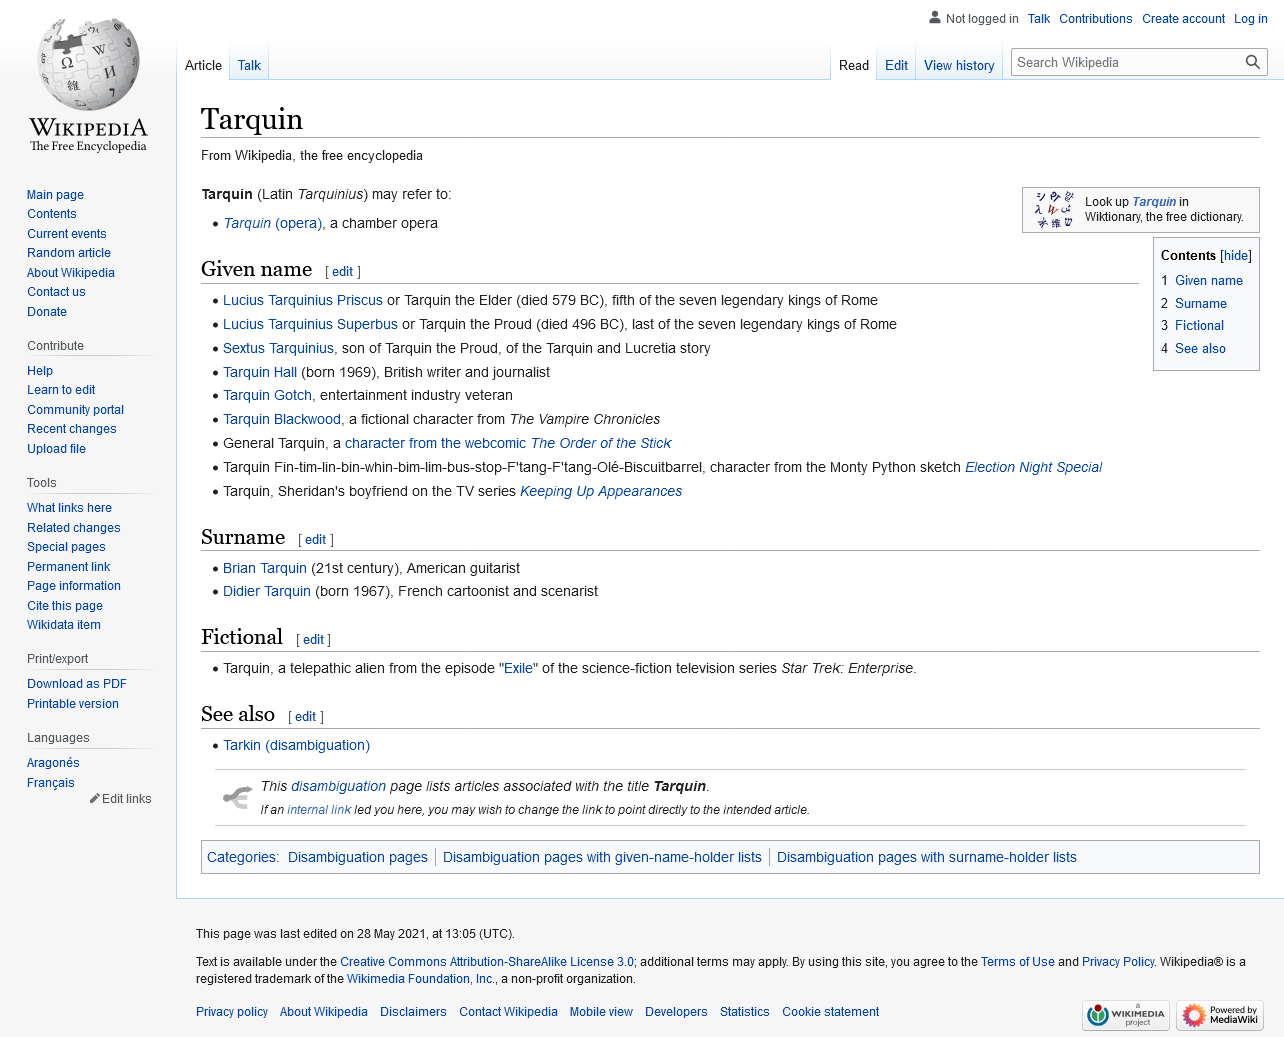 Not logged in Talk Contributions Create account Log in
Article Talk Read Edit View history Search Wikipedia
WIKIPEDIA
The Free Encyclopedia
Main page
Contents
Current events
Random article
About Wikipedia
Contact us
Donate
Contribute
Help
Learn to edit
Community portal
Recent changes
Upload file
Tools
What links here
Related changes
Special pages
Permanent link
Page information
Cite this page
Wikidata item
Print/export
Download as PDF
Printable version
Languages
Aragonés
Français
Edit links
Tarquin
From Wikipedia, the free encyclopedia
Tarquin (Latin Tarquinius) may refer to:
• Tarquin (opera), a chamber opera
Look up Tarquin in
Wiktionary, the free dictionary.
Contents [hide]
1 Given name
2 Surname
3 Fictional
4 See also
Given name [ edit ]
• Lucius Tarquinius Priscus or Tarquin the Elder (died 579 BC), fifth of the seven legendary kings of Rome
• Lucius Tarquinius Superbus or Tarquin the Proud (died 496 BC), last of the seven legendary kings of Rome
• Sextus Tarquinius, son of Tarquin the Proud, of the Tarquin and Lucretia story
• Tarquin Hall (born 1969), British writer and journalist
• Tarquin Gotch, entertainment industry veteran
• Tarquin Blackwood, a fictional character from The Vampire Chronicles
• General Tarquin, a character from the webcomic The Order of the Stick
• Tarquin Fin-tim-lin-bin-whin-bim-lim-bus-stop-F'tang-F'tang-Olé-Biscuitbarrel, character from the Monty Python sketch Election Night Special
• Tarquin, Sheridan's boyfriend on the TV series Keeping Up Appearances
Surname [ edit ]
• Brian Tarquin (21st century), American guitarist
• Didier Tarquin (born 1967), French cartoonist and scenarist
Fictional [ edit ]
• Tarquin, a telepathic alien from the episode "Exile" of the science-fiction television series Star Trek: Enterprise.
See also [ edit ]
• Tarkin (disambiguation)
This disambiguation page lists articles associated with the title Tarquin.
If an internal link led you here, you may wish to change the link to point directly to the intended article.
Categories: Disambiguation pages | Disambiguation pages with given-name-holder lists | Disambiguation pages with surname-holder lists
This page was last edited on 28 May 2021, at 13:05 (UTC).
Text is available under the Creative Commons Attribution-ShareAlike License 3.0; additional terms may apply. By using this site, you agree to the Terms of Use and Privacy Policy. Wikipedia® is a
registered trademark of the Wikimedia Foundation, Inc., a non-profit organization.
Privacy policy About Wikipedia Disclaimers Contact Wikipedia Mobile view Developers Statistics Cookie statement
a
WIKIMEDIA
project
Powered by
MediaWiki